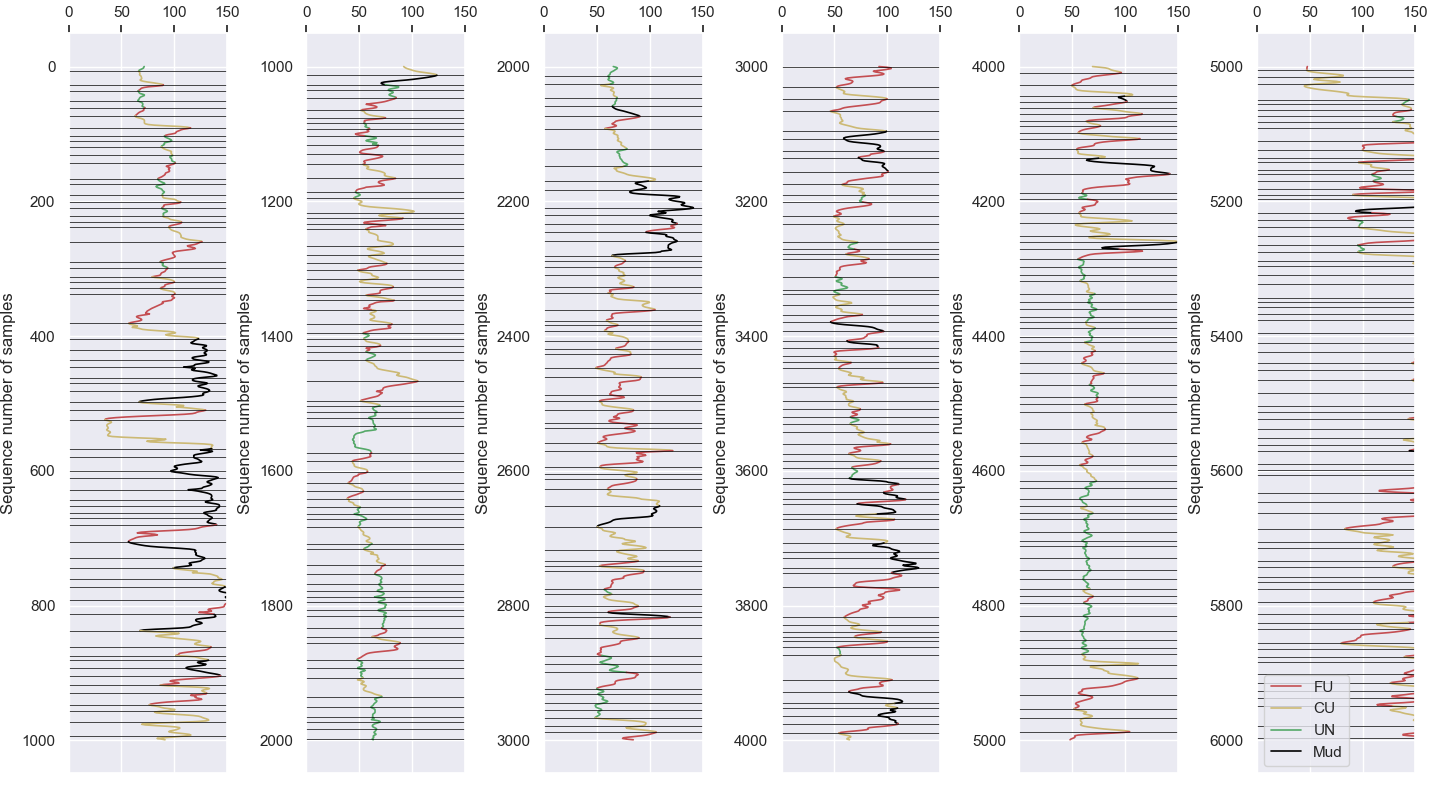 0 50 100 150 0 50 100 150 0 50 100 150 0 50 100 150 0 50 100 150 0 50 100 150
0 1000 2000 3000 4000 5000
200 1200 2200 3200 4200 5200
400 1400 2400 3400 4400 5400
600 1600 2600 3600 4600 5600
800 1800 2800 3800 4800 5800
1000 2000 3000 4000 5000 6000
Sequence number of samples
Sequence number of samples
Sequence number of samples
Sequence number of samples
Sequence number of samples
Sequence number of samples
FU
CU
UN
Mud